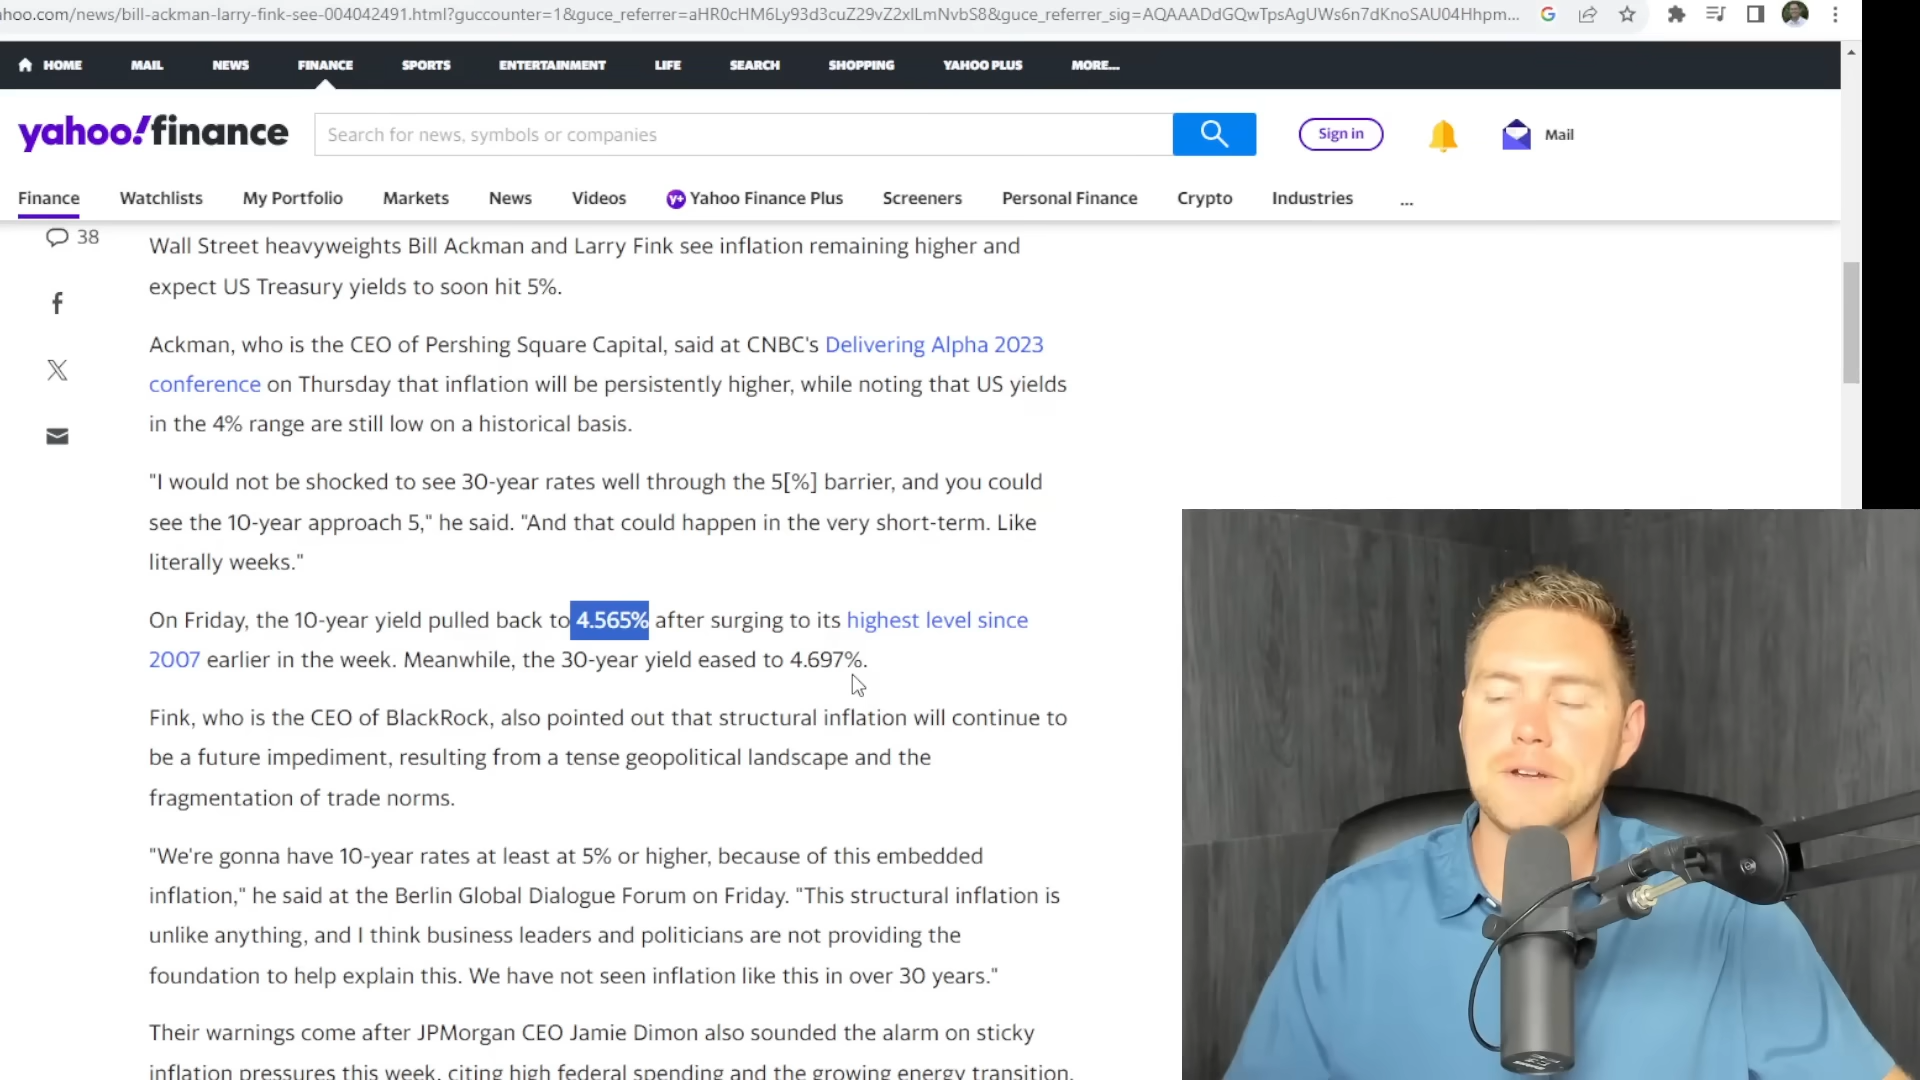 hoo.com/news/bill-ackman-larry-fink-see-004042491.html?guccounter=1&guce_referrer=aHR0cHM6Ly93d3cuZ29vZ2xlLmNvbS8&guce_referrer_sig=AQAAADdGQwTpsAgUWs6n7dKnoSAU04Hhpm...
HOME MAIL NEWS FINANCE SPORTS ENTERTAINMENT LIFE SEARCH SHOPPING YAHOO PLUS MORE...
yahoo!finance Search for news, symbols or companies Sign in Mail
Finance Watchlists My Portfolio Markets News Videos Y+ Yahoo Finance Plus Screeners Personal Finance Crypto Industries ...
38
Wall Street heavyweights Bill Ackman and Larry Fink see inflation remaining higher and
expect US Treasury yields to soon hit 5%.
Ackman, who is the CEO of Pershing Square Capital, said at CNBC's Delivering Alpha 2023
conference on Thursday that inflation will be persistently higher, while noting that US yields
in the 4% range are still low on a historical basis.
"I would not be shocked to see 30-year rates well through the 5[%] barrier, and you could
see the 10-year approach 5," he said. "And that could happen in the very short-term. Like
literally weeks."
On Friday, the 10-year yield pulled back to 4.565% after surging to its highest level since
2007 earlier in the week. Meanwhile, the 30-year yield eased to 4.697%.
Fink, who is the CEO of BlackRock, also pointed out that structural inflation will continue to
be a future impediment, resulting from a tense geopolitical landscape and the
fragmentation of trade norms.
"We're gonna have 10-year rates at least at 5% or higher, because of this embedded
inflation," he said at the Berlin Global Dialogue Forum on Friday. "This structural inflation is
unlike anything, and I think business leaders and politicians are not providing the
foundation to help explain this. We have not seen inflation like this in over 30 years."
Their warnings come after JPMorgan CEO Jamie Dimon also sounded the alarm on sticky
inflation pressures this week, citing high federal spending and the growing energy transition.